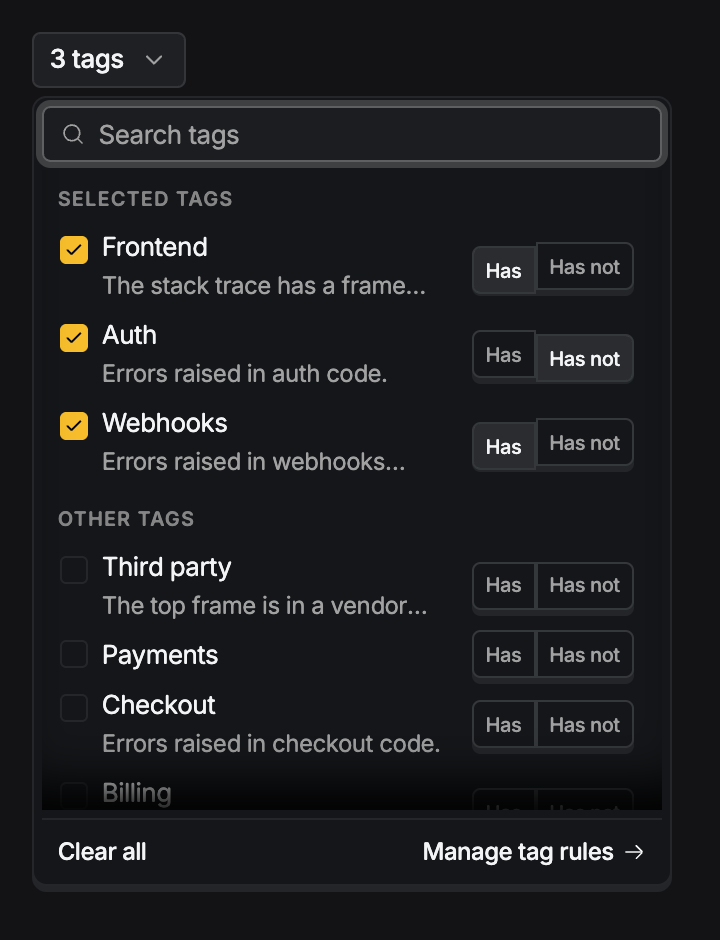 3 tags
Search tags
SELECTED TAGS
Frontend
The stack trace has a frame...
Has Has not
Auth
Errors raised in auth code.
Has Has not
Webhooks
Errors raised in webhooks...
Has Has not
OTHER TAGS
Third party
The top frame is in a vendor...
Has Has not
Payments
Has Has not
Checkout
Errors raised in checkout code.
Has Has not
Billing
Has Has not
Clear all
Manage tag rules →